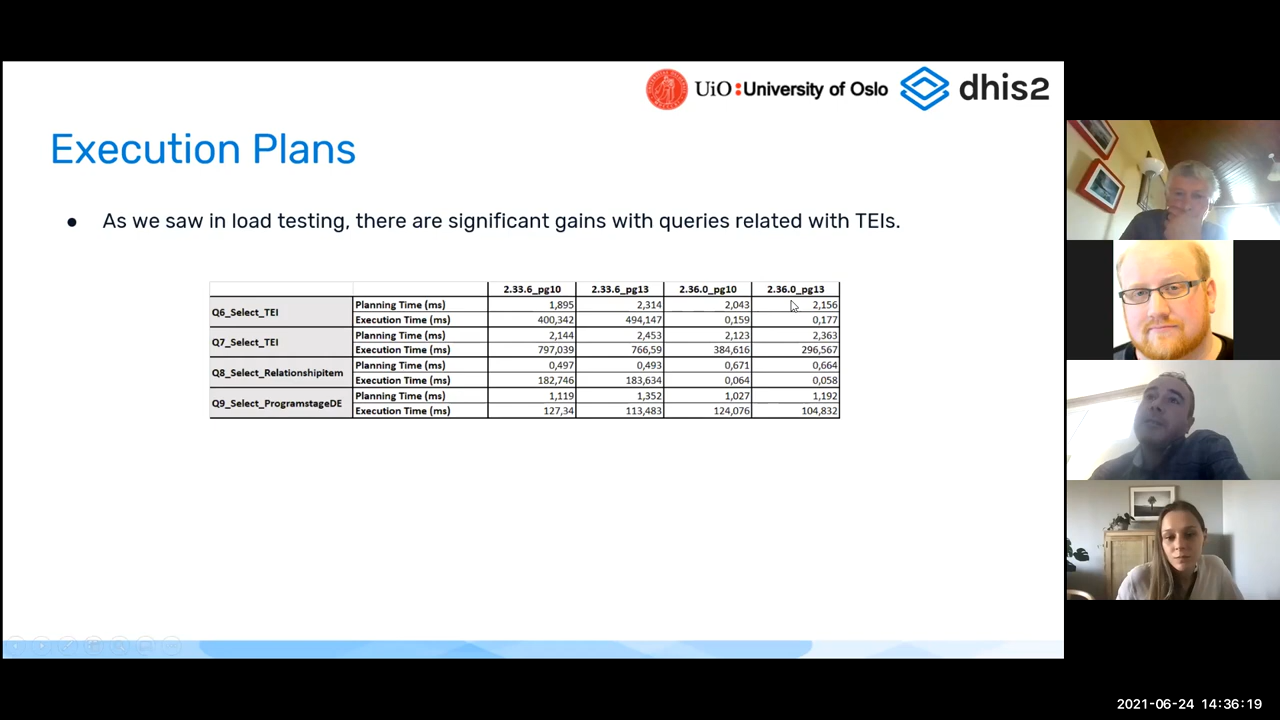 UiO:University of Oslo dhis2
Execution Plans
● As we saw in load testing, there are significant gains with queries related with TEIs.
2.33.6_pg10 2.33.6_pg13 2.36.0_pg10 2.36.0_pg13
Q6_Select_TEI Planning Time (ms) 1,895 2,314 2,043 2,156
Execution Time (ms) 400,342 494,147 0,159 0,177
Q7_Select_TEI Planning Time (ms) 2,144 2,453 2,123 2,363
Execution Time (ms) 797,039 766,59 384,616 296,567
Q8_Select_Relationshipitem Planning Time (ms) 0,497 0,493 0,671 0,664
Execution Time (ms) 182,746 183,634 0,064 0,058
Q9_Select_ProgramstageDE Planning Time (ms) 1,119 1,352 1,027 1,192
Execution Time (ms) 127,34 113,483 124,076 104,832
2021-06-24 14:36:19